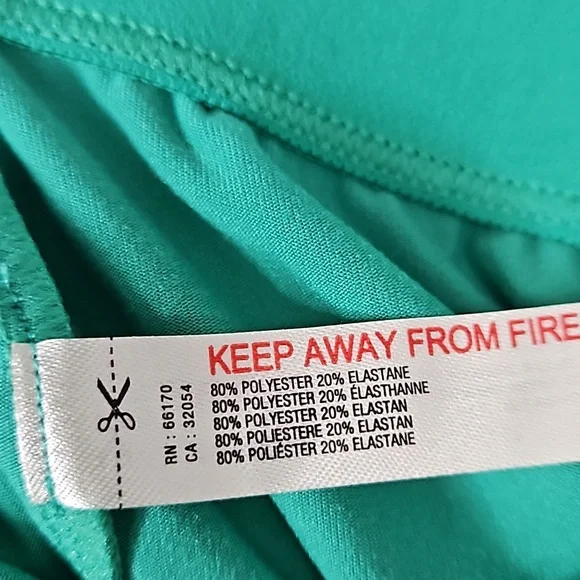 KEEP AWAY FROM FIRE
80% POLYESTER 20% ELASTANE
80% POLYESTER 20% ÉLASTHANNE
80% POLYESTER 20% ELASTAN
80% POLIESTERE 20% ELASTAN
80% POLIÉSTER 20% ELASTANE
RN : 66170
CA : 32054